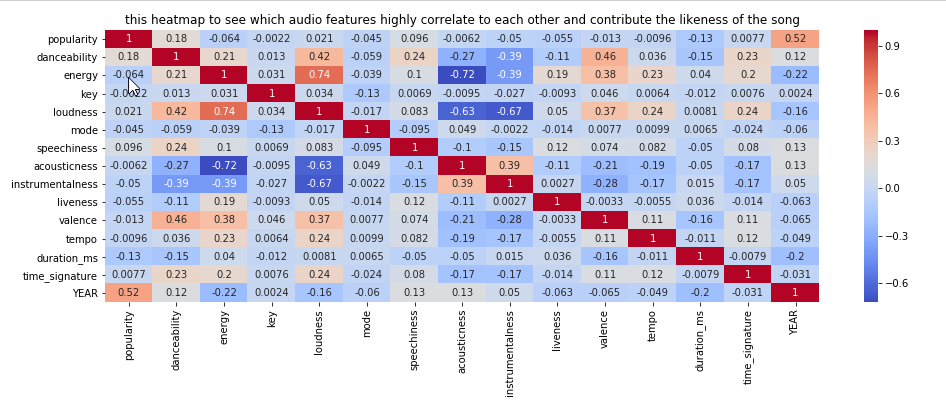 this heatmap to see which audio features highly correlate to each other and contribute the likeness of the song
popularity 1 0.18 -0.064 -0.0022 0.021 -0.045 0.096 -0.0062 -0.05 -0.055 -0.013 -0.0096 -0.13 0.0077 0.52
danceability 0.18 1 0.21 0.013 0.42 -0.059 0.24 -0.27 -0.39 -0.11 0.46 0.036 -0.15 0.23 0.12
energy -0.064 0.21 1 0.031 0.74 -0.039 0.1 -0.72 -0.39 0.19 0.38 0.23 0.04 0.2 -0.22
key -0.0022 0.013 0.031 1 0.034 -0.13 0.0069 -0.0095 -0.027 -0.0093 0.046 0.0064 -0.012 0.0076 0.0024
loudness 0.021 0.42 0.74 0.034 1 -0.017 0.083 -0.63 -0.67 0.05 0.37 0.24 0.0081 0.24 -0.16
mode -0.045 -0.059 -0.039 -0.13 -0.017 1 -0.095 0.049 -0.0022 -0.014 0.0077 0.0099 0.0065 -0.024 -0.06
speechiness 0.096 0.24 0.1 0.0069 0.083 -0.095 1 -0.1 -0.15 0.12 0.074 0.082 -0.05 0.08 0.13
acousticness -0.0062 -0.27 -0.72 -0.0095 -0.63 0.049 -0.1 1 0.39 -0.11 -0.21 -0.19 -0.05 -0.17 0.13
instrumentalness -0.05 -0.39 -0.39 -0.027 -0.67 -0.0022 -0.15 0.39 1 0.0027 -0.28 -0.17 0.015 -0.17 0.05
liveness -0.055 -0.11 0.19 -0.0093 0.05 -0.014 0.12 -0.11 0.0027 1 -0.0033 -0.0055 0.036 -0.014 -0.063
valence -0.013 0.46 0.38 0.046 0.37 0.0077 0.074 -0.21 -0.28 -0.0033 1 0.11 -0.16 0.11 -0.065
tempo -0.0096 0.036 0.23 0.0064 0.24 0.0099 0.082 -0.19 -0.17 -0.0055 0.11 1 -0.011 0.12 -0.049
duration_ms -0.13 -0.15 0.04 -0.012 0.0081 0.0065 -0.05 -0.05 0.015 0.036 -0.16 -0.011 1 -0.0079 -0.2
time_signature 0.0077 0.23 0.2 0.0076 0.24 -0.024 0.08 -0.17 -0.17 -0.014 0.11 0.12 -0.0079 1 -0.031
YEAR 0.52 0.12 -0.22 0.0024 -0.16 -0.06 0.13 0.13 0.05 -0.063 -0.065 -0.049 -0.2 -0.031 1
popularity
danceability
energy
key
loudness
mode
speechiness
acousticness
instrumentalness
liveness
valence
tempo
duration_ms
time_signature
YEAR
0.9
0.6
0.3
0.0
−0.3
−0.6